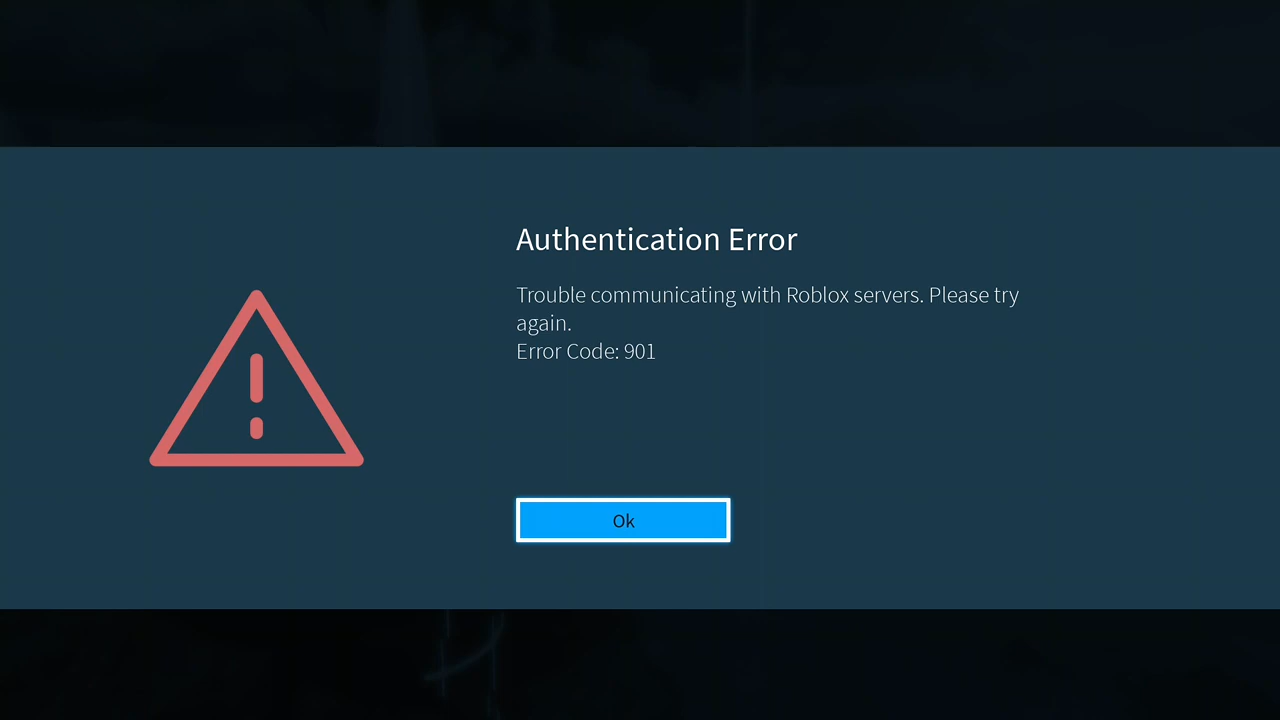 Authentication Error
Trouble communicating with Roblox servers. Please try
again.
Error Code: 901
Ok